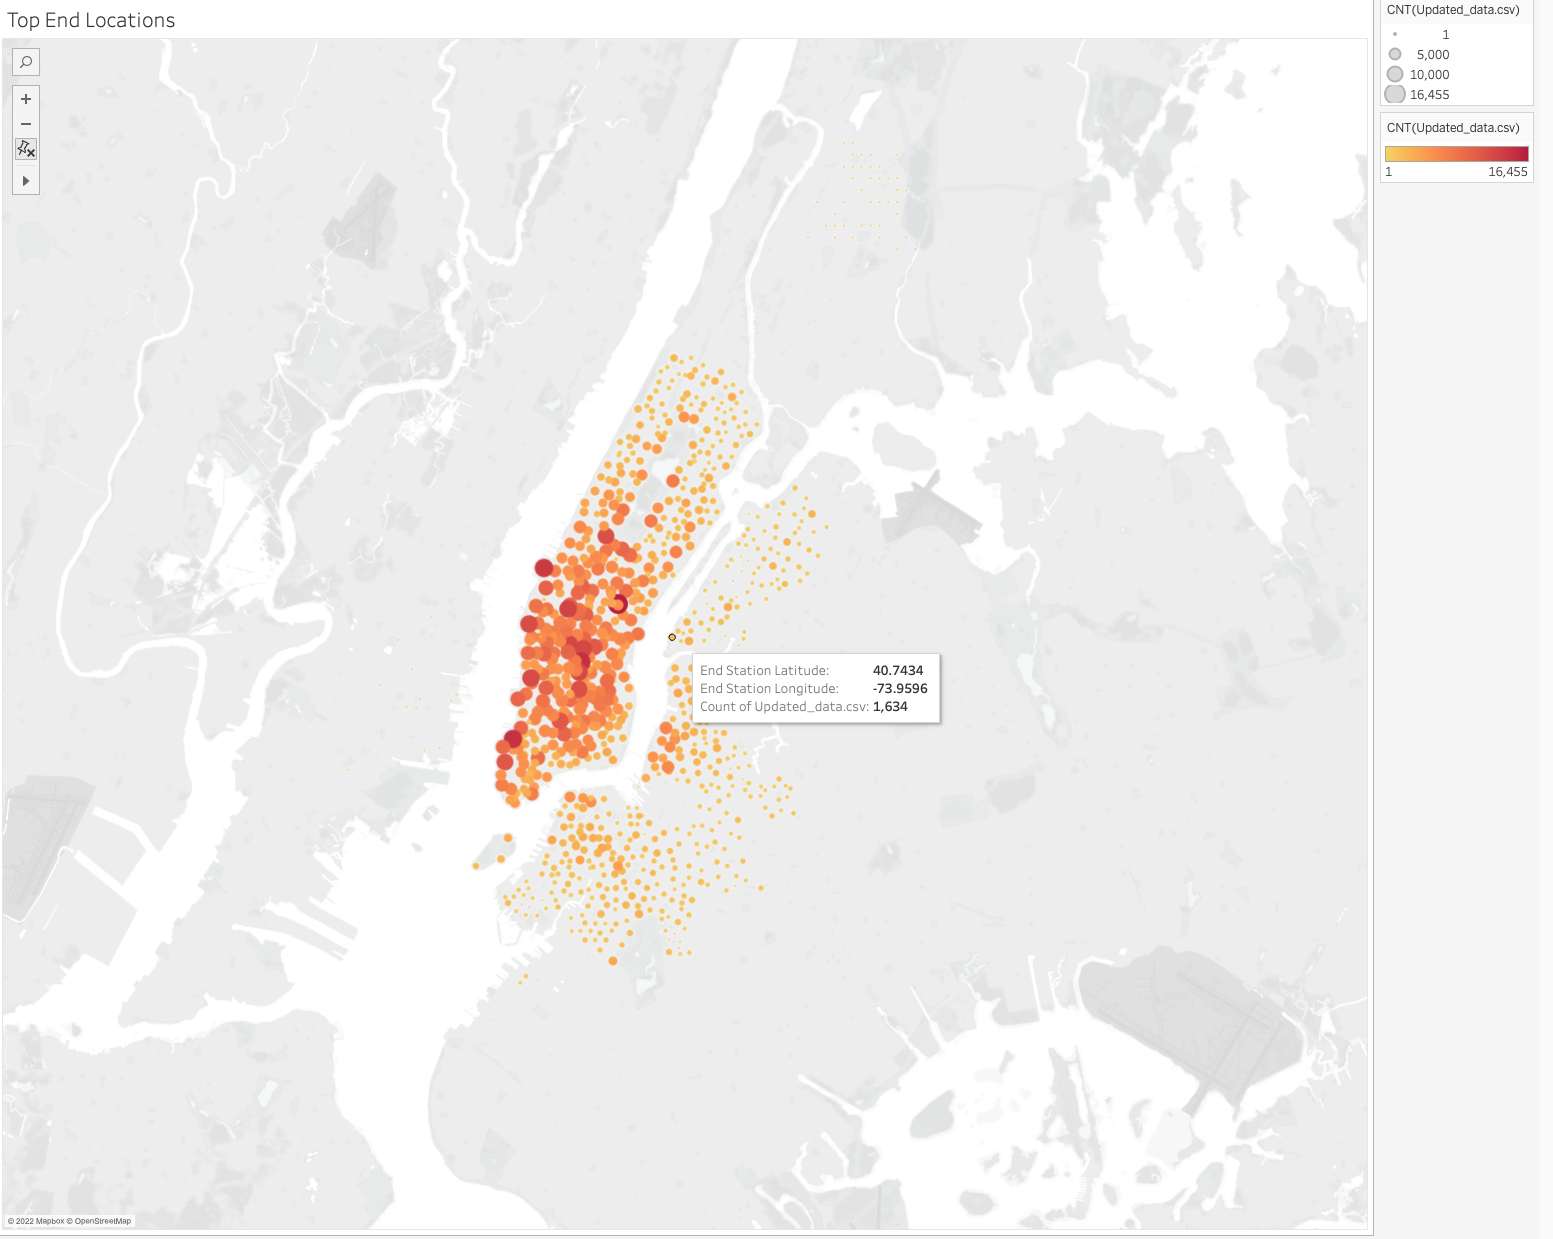 Top End Locations
CNT(Updated_data.csv)
1
5,000
10,000
16,455
CNT(Updated_data.csv)
1 16,455
End Station Latitude: 40.7434
End Station Longitude: -73.9596
Count of Updated_data.csv: 1,634
© 2022 Mapbox © OpenStreetMap